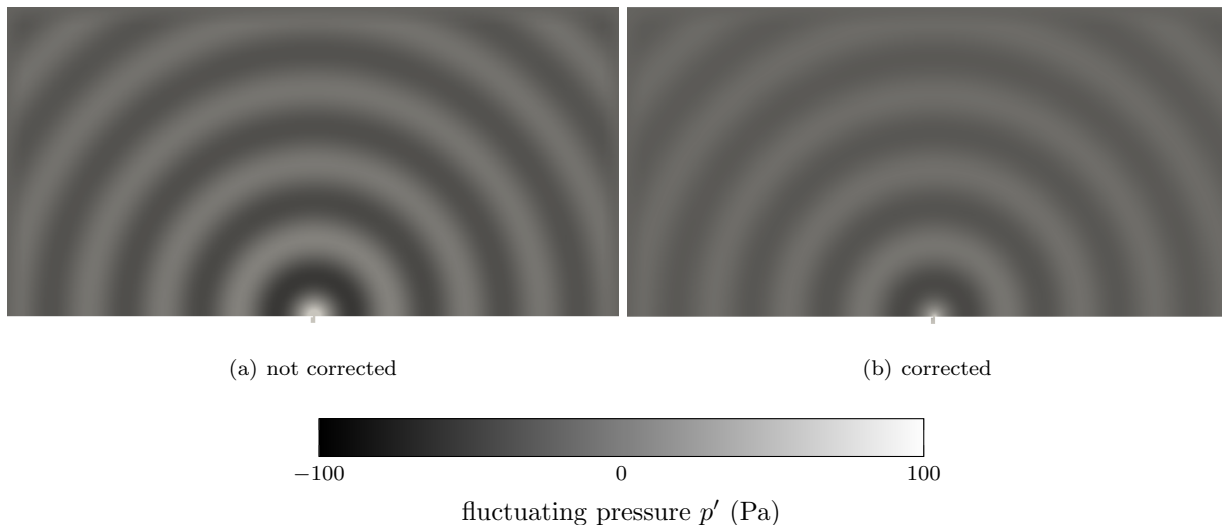 (a) not corrected
(b) corrected
−100 0 100
fluctuating pressure p′ (Pa)